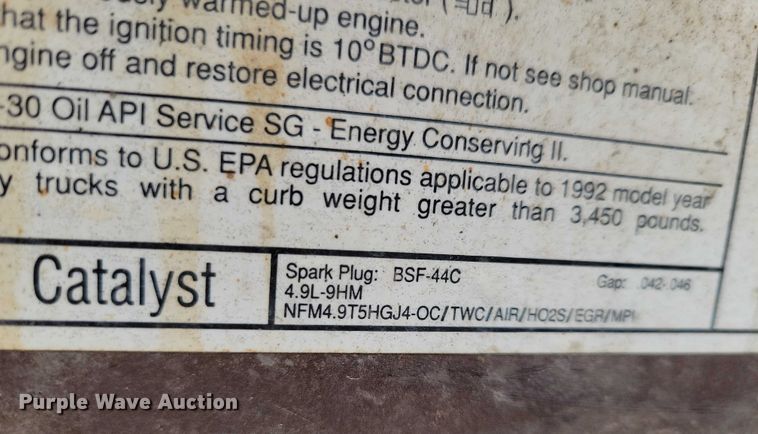 warmed-up engine.
hat the ignition timing is 10° BTDC. If not see shop manual.
ngine off and restore electrical connection.
-30 Oil API Service SG - Energy Conserving II.
onforms to U.S. EPA regulations applicable to 1992 model year
y trucks with a curb weight greater than 3,450 pounds.
Catalyst
Spark Plug: BSF-44C Gap: .042-.046
4.9L-9HM
NFM4.9T5HGJ4-OC/TWC/AIR/HO2S/EGR/MPI
Purple Wave Auction